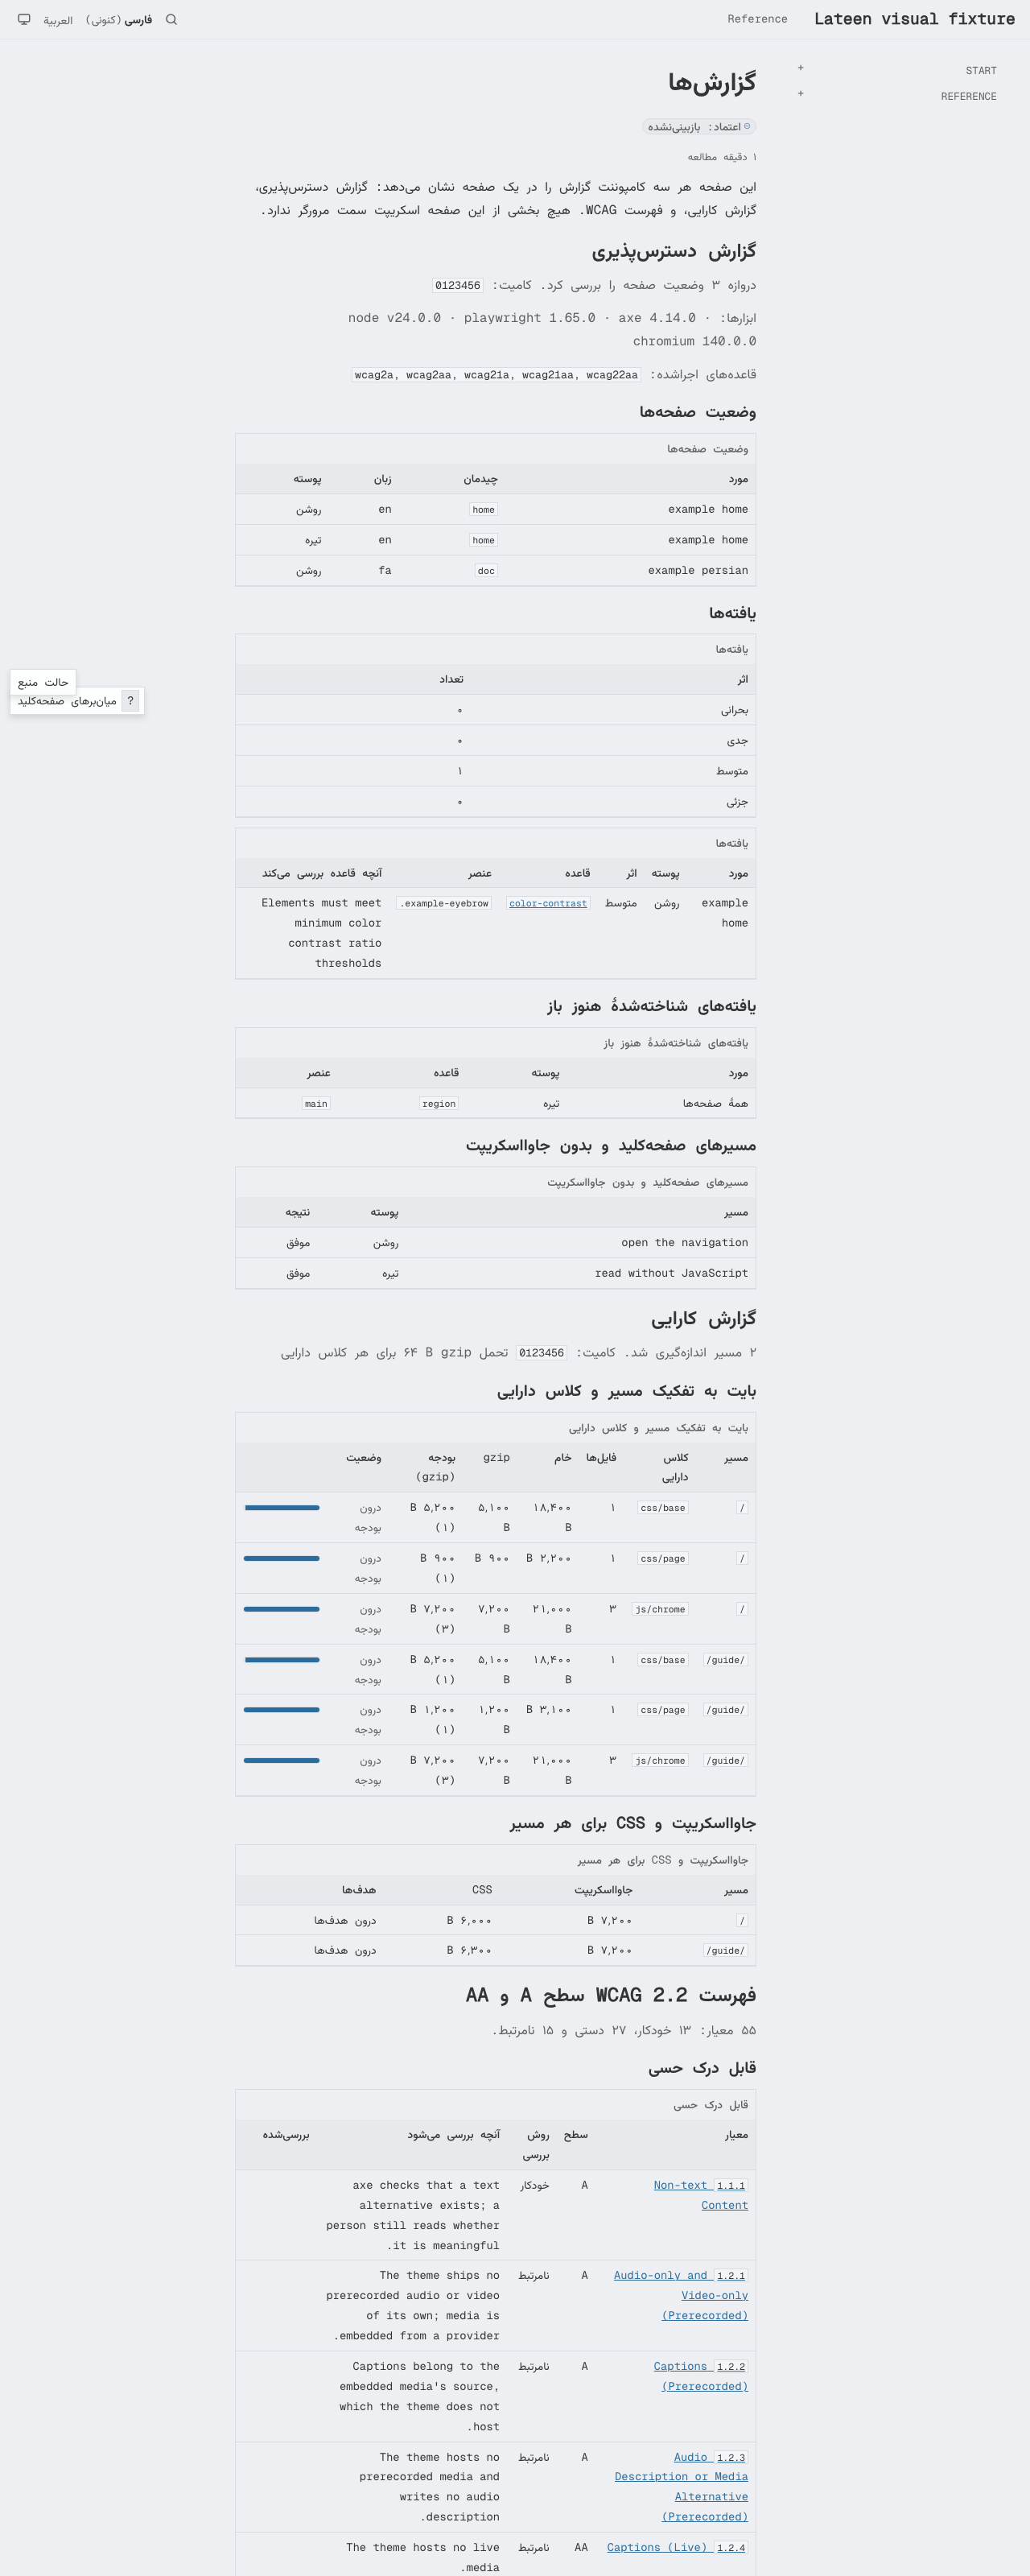 Lateen visual fixture
Reference
فارسی (کنونی)
العربية
START
+
REFERENCE
+
گزارش‌ها
اعتماد: بازبینی‌نشده
۱ دقیقه مطالعه
این صفحه هر سه کامپوننت گزارش را در یک صفحه نشان می‌دهد: گزارش دسترس‌پذیری،
گزارش کارایی، و فهرست WCAG. هیچ بخشی از این صفحه اسکریپت سمت مرورگر ندارد.
گزارش دسترس‌پذیری
دروازه ۳ وضعیت صفحه را بررسی کرد. کامیت: 0123456
ابزارها: node v24.0.0 · playwright 1.65.0 · axe 4.14.0 ·
chromium 140.0.0
قاعده‌های اجراشده: wcag2a, wcag2aa, wcag21a, wcag21aa, wcag22aa
وضعیت صفحه‌ها
وضعیت صفحه‌ها
مورد چیدمان زبان پوسته
example home home en روشن
example home home en تیره
example persian doc fa روشن
یافته‌ها
یافته‌ها
اثر تعداد
بحرانی ۰
جدی ۰
متوسط ۱
جزئی ۰
حالت منبع
? میان‌برهای صفحه‌کلید
یافته‌ها
مورد پوسته اثر قاعده عنصر آنچه قاعده بررسی می‌کند
example روشن متوسط color-contrast .example-eyebrow Elements must meet
home minimum color
contrast ratio
thresholds
یافته‌های شناخته‌شدهٔ هنوز باز
یافته‌های شناخته‌شدهٔ هنوز باز
مورد پوسته قاعده عنصر
همهٔ صفحه‌ها تیره region main
مسیرهای صفحه‌کلید و بدون جاوااسکریپت
مسیرهای صفحه‌کلید و بدون جاوااسکریپت
مسیر پوسته نتیجه
open the navigation روشن موفق
read without JavaScript تیره موفق
گزارش کارایی
۲ مسیر اندازه‌گیری شد. کامیت: 0123456 تحمل ۶۴ B gzip برای هر کلاس دارایی
بایت به تفکیک مسیر و کلاس دارایی
بایت به تفکیک مسیر و کلاس دارایی
مسیر کلاس فایل‌ها خام gzip بودجه وضعیت
دارایی (gzip)
/ css/base ۱ ۱۸,۴۰۰ ۵,۱۰۰ ۵,۲۰۰ B درون
B B (۱) بودجه
/ css/page ۱ ۲,۲۰۰ B ۹۰۰ B ۹۰۰ B درون
(۱) بودجه
/ js/chrome ۳ ۲۱,۰۰۰ ۷,۲۰۰ ۷,۲۰۰ B درون
B B (۳) بودجه
/guide/ css/base ۱ ۱۸,۴۰۰ ۵,۱۰۰ ۵,۲۰۰ B درون
B B (۱) بودجه
/guide/ css/page ۱ ۳,۱۰۰ B ۱,۲۰۰ ۱,۲۰۰ B درون
B (۱) بودجه
/guide/ js/chrome ۳ ۲۱,۰۰۰ ۷,۲۰۰ ۷,۲۰۰ B درون
B B (۳) بودجه
جاوااسکریپت و CSS برای هر مسیر
جاوااسکریپت و CSS برای هر مسیر
مسیر جاوااسکریپت CSS هدف‌ها
/ ۷,۲۰۰ B ۶,۰۰۰ B درون هدف‌ها
/guide/ ۷,۲۰۰ B ۶,۳۰۰ B درون هدف‌ها
فهرست WCAG 2.2 سطح A و AA
۵۵ معیار: ۱۳ خودکار، ۲۷ دستی و ۱۵ نامرتبط.
قابل درک حسی
قابل درک حسی
معیار سطح روش آنچه بررسی می‌شود بررسی‌شده
بررسی
1.1.1 Non-text A خودکار axe checks that a text
Content alternative exists; a
person still reads whether
it is meaningful.
1.2.1 Audio-only and A نامرتبط The theme ships no
Video-only prerecorded audio or video
(Prerecorded) of its own; media is
embedded from a provider.
1.2.2 Captions A نامرتبط Captions belong to the
(Prerecorded) embedded media's source,
which the theme does not
host.
1.2.3 Audio A نامرتبط The theme hosts no
Description or Media prerecorded media and
Alternative writes no audio
(Prerecorded) description.
1.2.4 Captions (Live) AA نامرتبط The theme hosts no live
media.